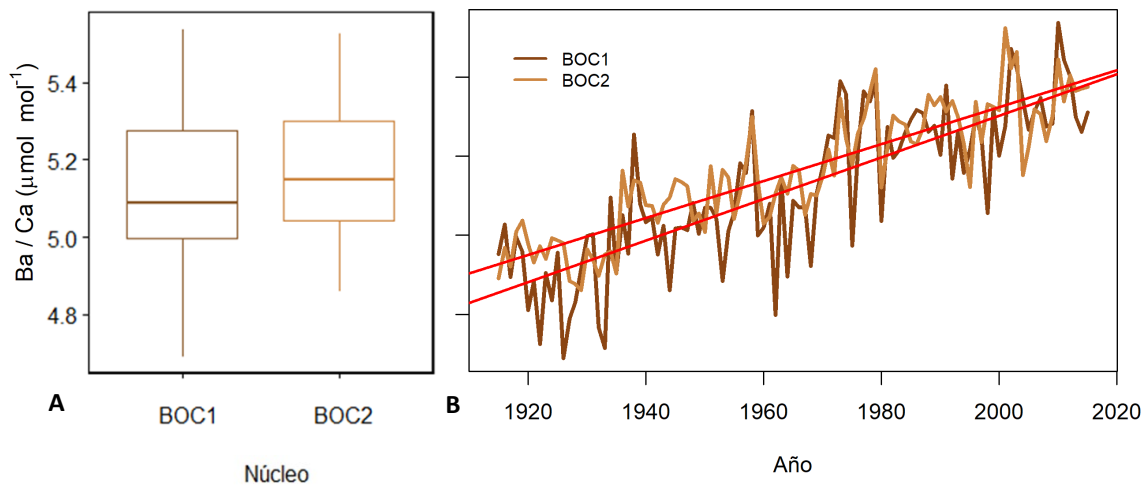 Ba / Ca (μmol mol⁻¹)
5.4
5.2
5.0
4.8
A
BOC1 BOC2
Núcleo
BOC1
BOC2
B
1920 1940 1960 1980 2000 2020
Año